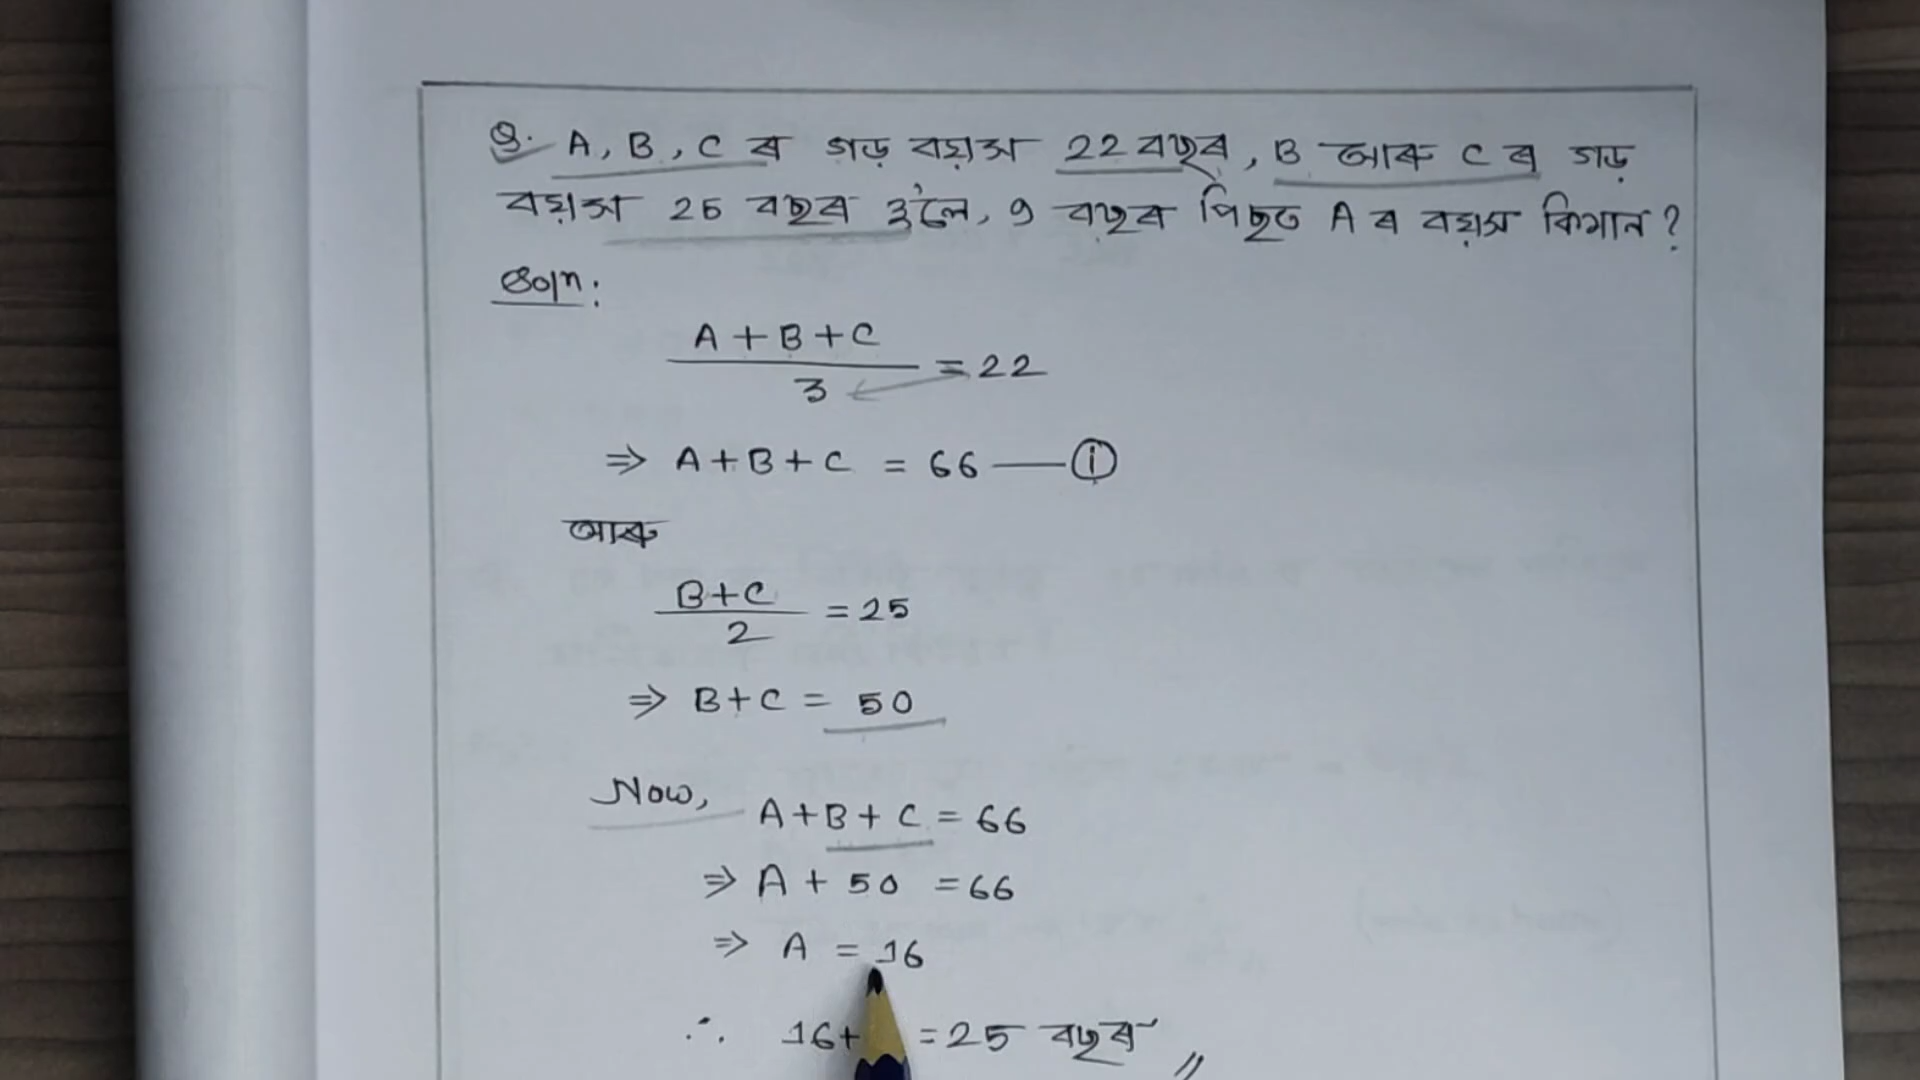 Q. A, B, C ৰ গড় বয়স 22 বছৰ, B আৰু C ৰ গড়
বয়স 25 বছৰ হ'লে, 9 বছৰ পিছত A ৰ বয়স কিমান?
Soln:
A+B+C
3
=22
⇒ A+B+C = 66 — (i)
আৰু
B+C
2
=25
⇒ B+C = 50
Now, A+B+C = 66
⇒ A + 50 = 66
⇒ A = 16
∴ 16+ = 25 বছৰ //